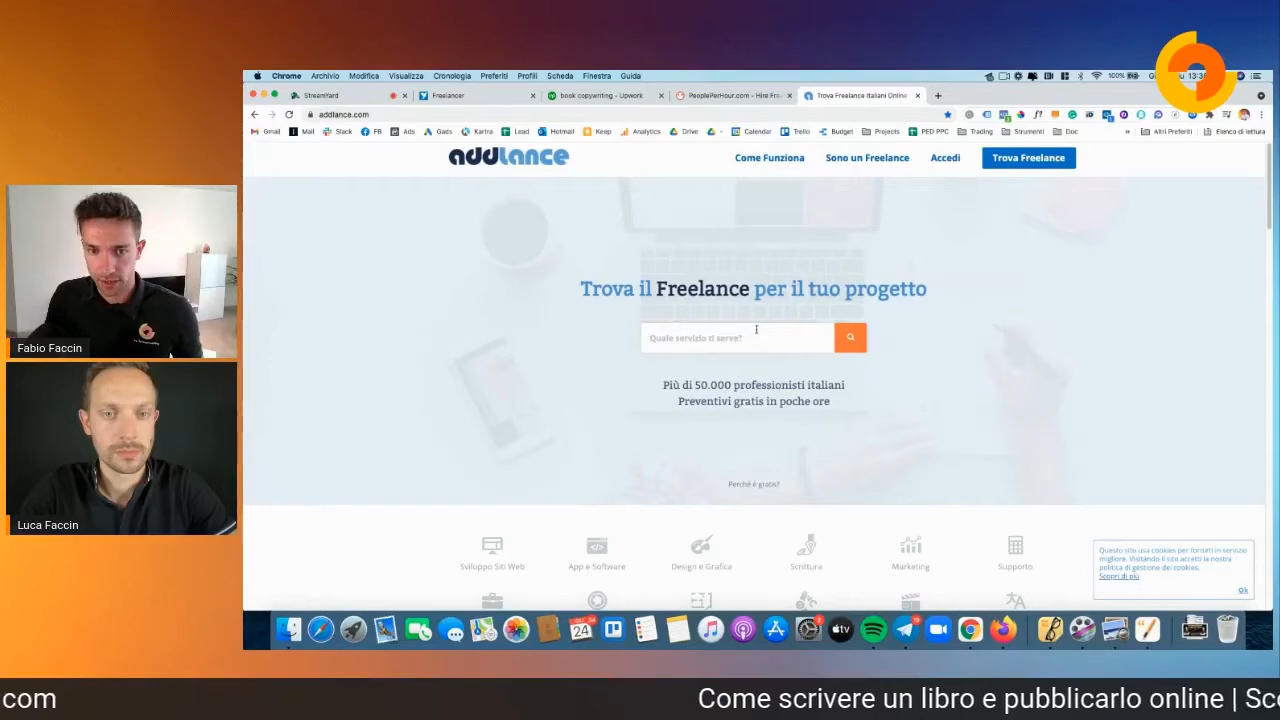 Chrome Archivio Modifica Visualizza Cronologia Preferiti Profili Scheda Finestra Guida
100%
StreamYard
Freelancer
book copywriting - Upwork
PeoplePerHour.com - Hire Fre
Trova Freelance Italiani Online
addlance.com
Gmail Mail Slack FB Ads Gads Kartra Lead Hotmail Keep Analytics Drive Calendar Trello Budget Projects PED PPC Trading Strumenti Doc » Altri Preferiti Elenco di lettura
addlance
Come Funziona
Sono un Freelance
Accedi
Trova Freelance
Trova il Freelance per il tuo progetto
Quale servizio ti serve?
Più di 50.000 professionisti italiani
Preventivi gratis in poche ore
Perché è gratis?
Sviluppo Siti Web
App e Software
Design e Grafica
Scrittura
Marketing
Supporto
Questo sito usa cookies per fornirti un servizio
migliore. Visitando il sito accetti la nostra
politica di gestione dei cookies.
Scopri di più
Ok
Fabio Faccin
Luca Faccin
24
tv
.com
Come scrivere un libro e pubblicarlo online | Sco